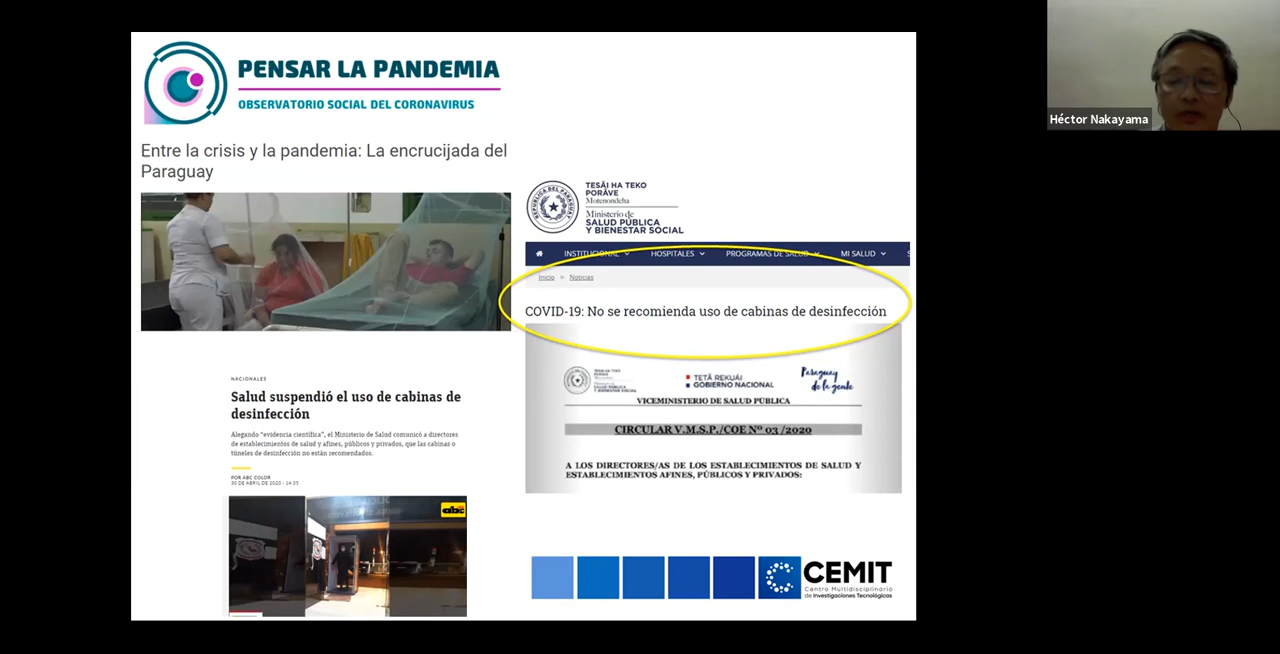 PENSAR LA PANDEMIA
OBSERVATORIO SOCIAL DEL CORONAVIRUS
Entre la crisis y la pandemia: La encrucijada del
Paraguay
NACIONALES
Salud suspendió el uso de cabinas de
desinfección
Alegando “evidencia científica”, el Ministerio de Salud comunicó a directores
de establecimientos de salud y afines, públicos y privados, que las cabinas o
túneles de desinfección no están recomendados.
POR ABC COLOR
30 DE ABRIL DE 2020 - 14:35
abc
REPUBLICA DEL PARAGUAY
TESÃI HA TEKO
PORÃVE
Motenondeha
Ministerio de
SALUD PÚBLICA
Y BIENESTAR SOCIAL
INSTITUCIONAL
HOSPITALES
PROGRAMAS DE SALUD
MI SALUD
Inicio » Noticias
COVID-19: No se recomienda uso de cabinas de desinfección
TETÃ REKUÁI
GOBIERNO NACIONAL
Paraguay
de la gente
VICEMINISTERIO DE SALUD PÚBLICA
CIRCULAR V.M.S.P./COE Nº 03 /2020
A LOS DIRECTORES/AS DE LOS ESTABLECIMIENTOS DE SALUD Y
ESTABLECIMIENTOS AFINES, PÚBLICOS Y PRIVADOS:
CEMIT
Centro Multidisciplinario
de Investigaciones Tecnológicas
Héctor Nakayama